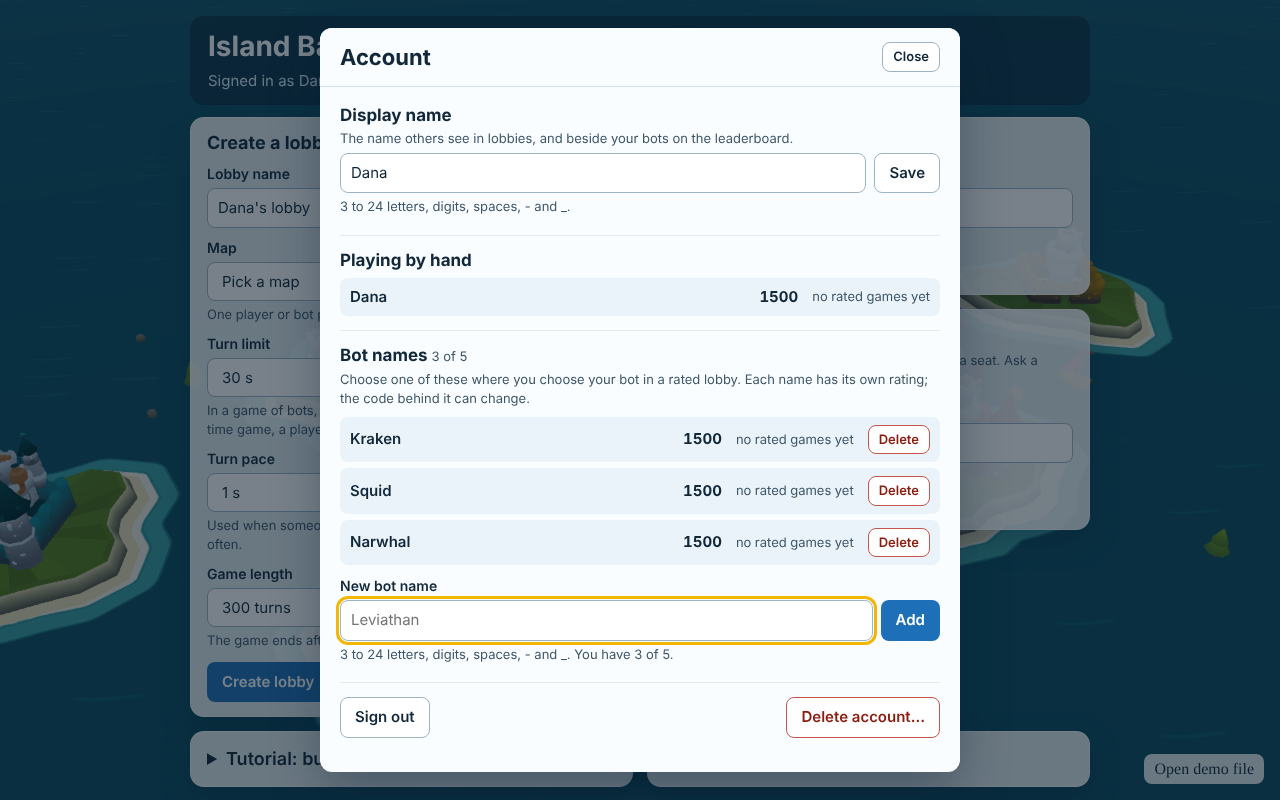 Island Ba
Signed in as Da
Account
Close
Display name
The name others see in lobbies, and beside your bots on the leaderboard.
Dana
Save
3 to 24 letters, digits, spaces, - and _.
Playing by hand
Dana 1500 no rated games yet
Bot names 3 of 5
Choose one of these where you choose your bot in a rated lobby. Each name has its own rating;
the code behind it can change.
Kraken 1500 no rated games yet Delete
Squid 1500 no rated games yet Delete
Narwhal 1500 no rated games yet Delete
New bot name
Leviathan
Add
3 to 24 letters, digits, spaces, - and _. You have 3 of 5.
Sign out
Delete account...
Create a lobb
Lobby name
Dana's lobby
Map
Pick a map
One player or bot p
Turn limit
30 s
In a game of bots,
time game, a playe
Turn pace
1 s
Used when someo
often.
Game length
300 turns
The game ends aft
Create lobby
a seat. Ask a
Tutorial: bu
Open demo file